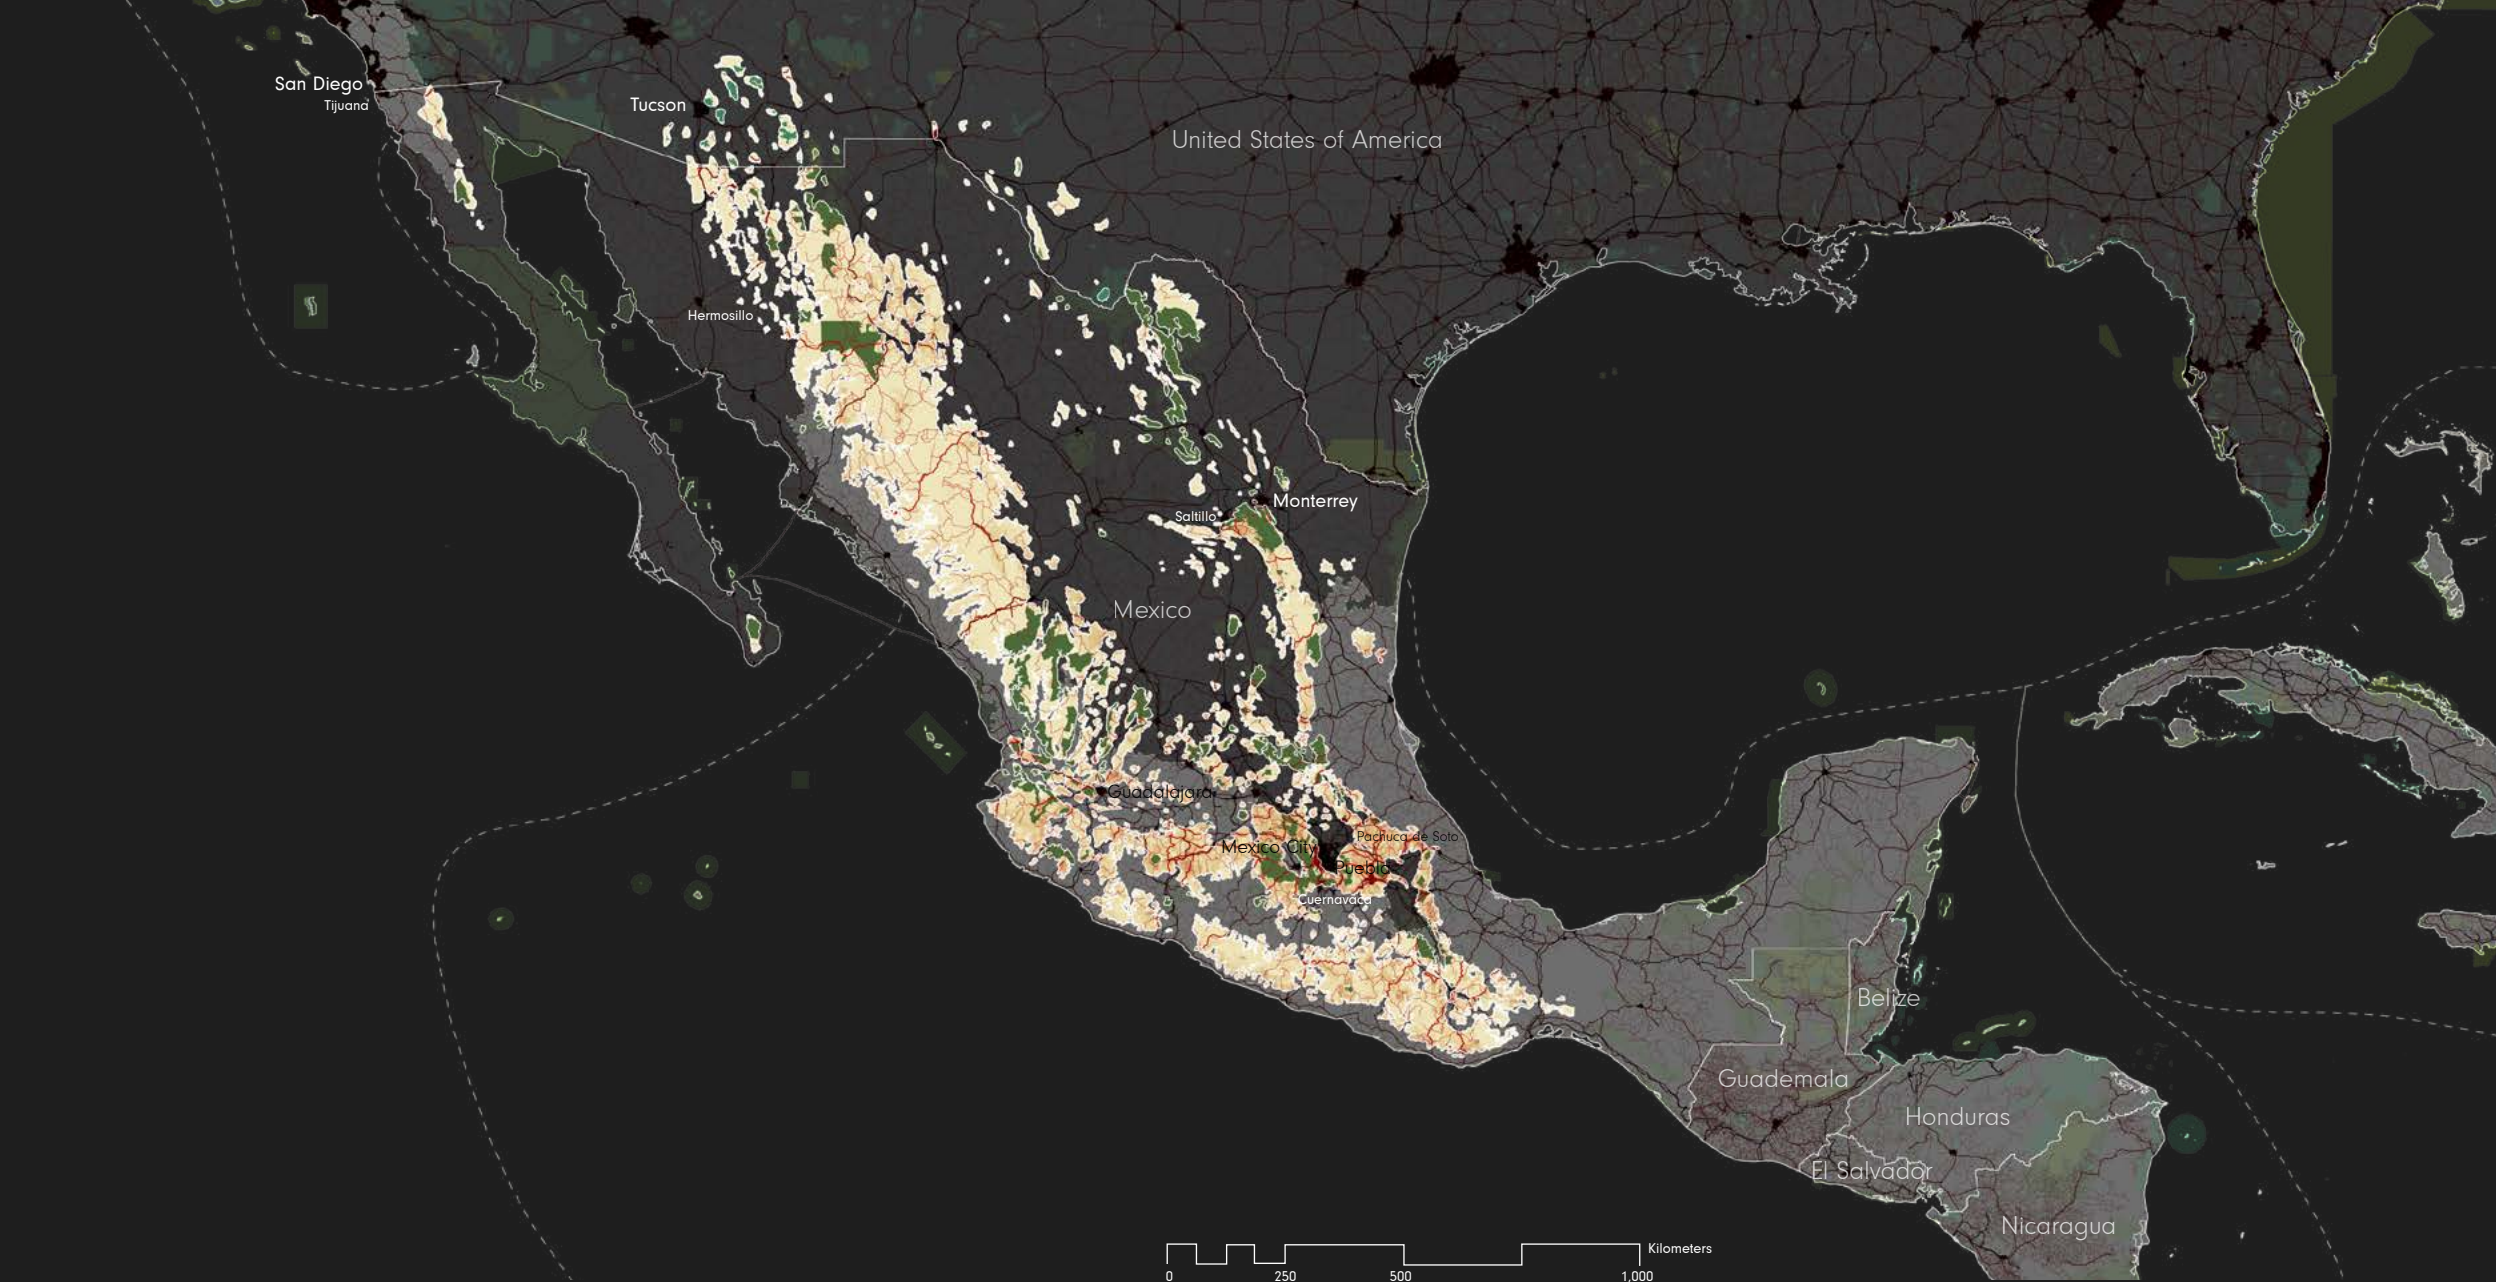 San Diego
Tijuana
Tucson
United States of America
Hermosillo
Monterrey
Saltillo
Mexico
Guadalajara
Pachuca de Soto
Mexico City
Puebla
Cuernavaca
Belize
Guademala
Honduras
El Salvador
Nicaragua
Kilometers
0 250 500 1,000